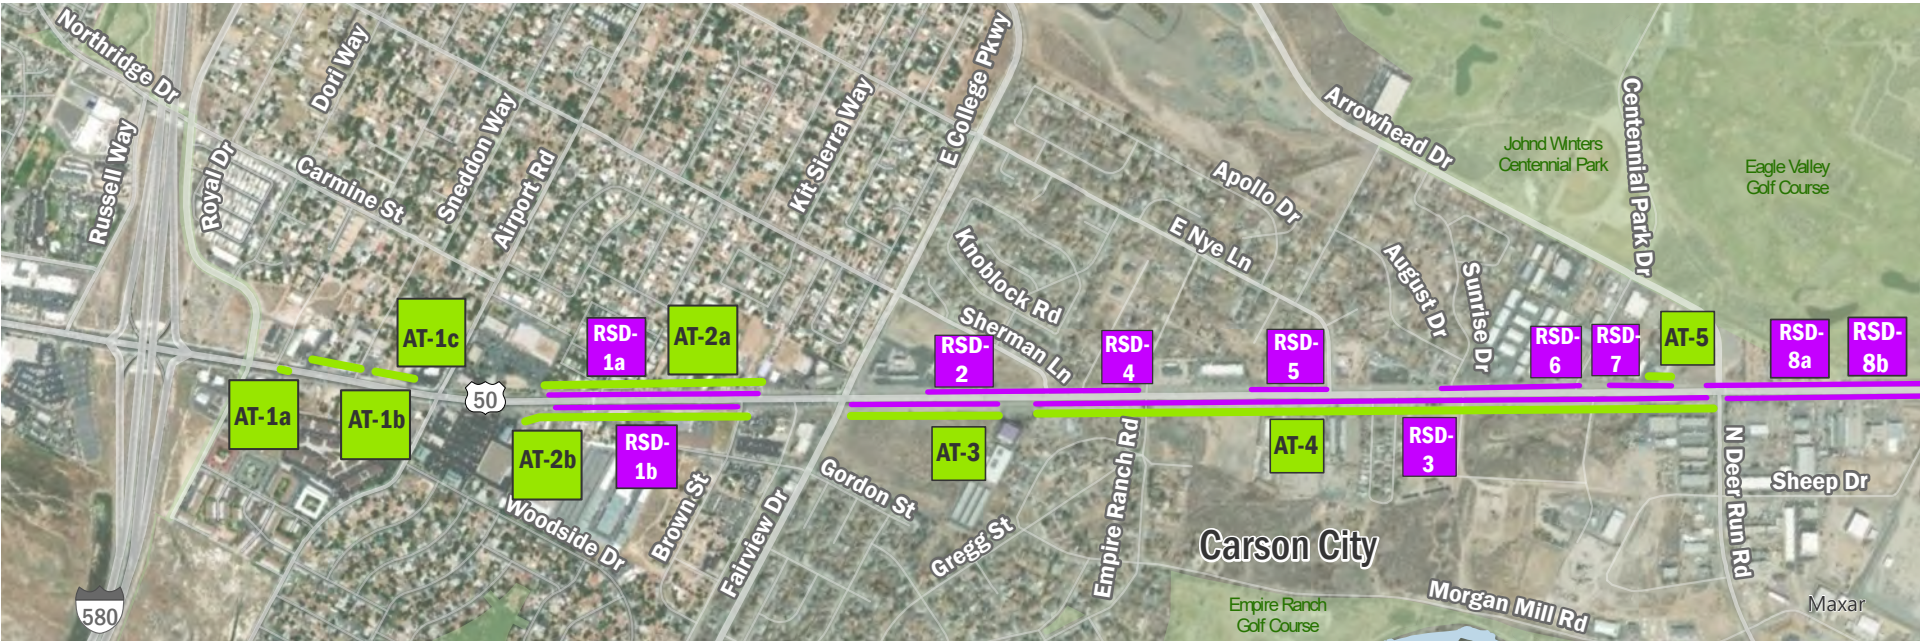 Northridge Dr
Dori Way
Russell Way
Royal Dr
Carmine St
Sneddon Way
Airport Rd
Kit Sierra Way
E College Pkwy
Arrowhead Dr
Centennial Park Dr
Johnd Winters
Centennial Park
Eagle Valley
Golf Course
Apollo Dr
E Nye Ln
Knoblock Rd
Sherman Ln
August Dr
Sunrise Dr
AT-1c
RSD-
1a
AT-2a
RSD-
2
RSD-
4
RSD-
5
RSD-
6
RSD-
7
AT-5
RSD-
8a
RSD-
8b
50
AT-1a
AT-1b
AT-2b
RSD-
1b
AT-3
AT-4
RSD-
3
Woodside Dr
Brown St
Fairview Dr
Gordon St
Gregg St
Empire Ranch Rd
N Deer Run Rd
Sheep Dr
Carson City
Morgan Mill Rd
Empire Ranch
Golf Course
580
Maxar